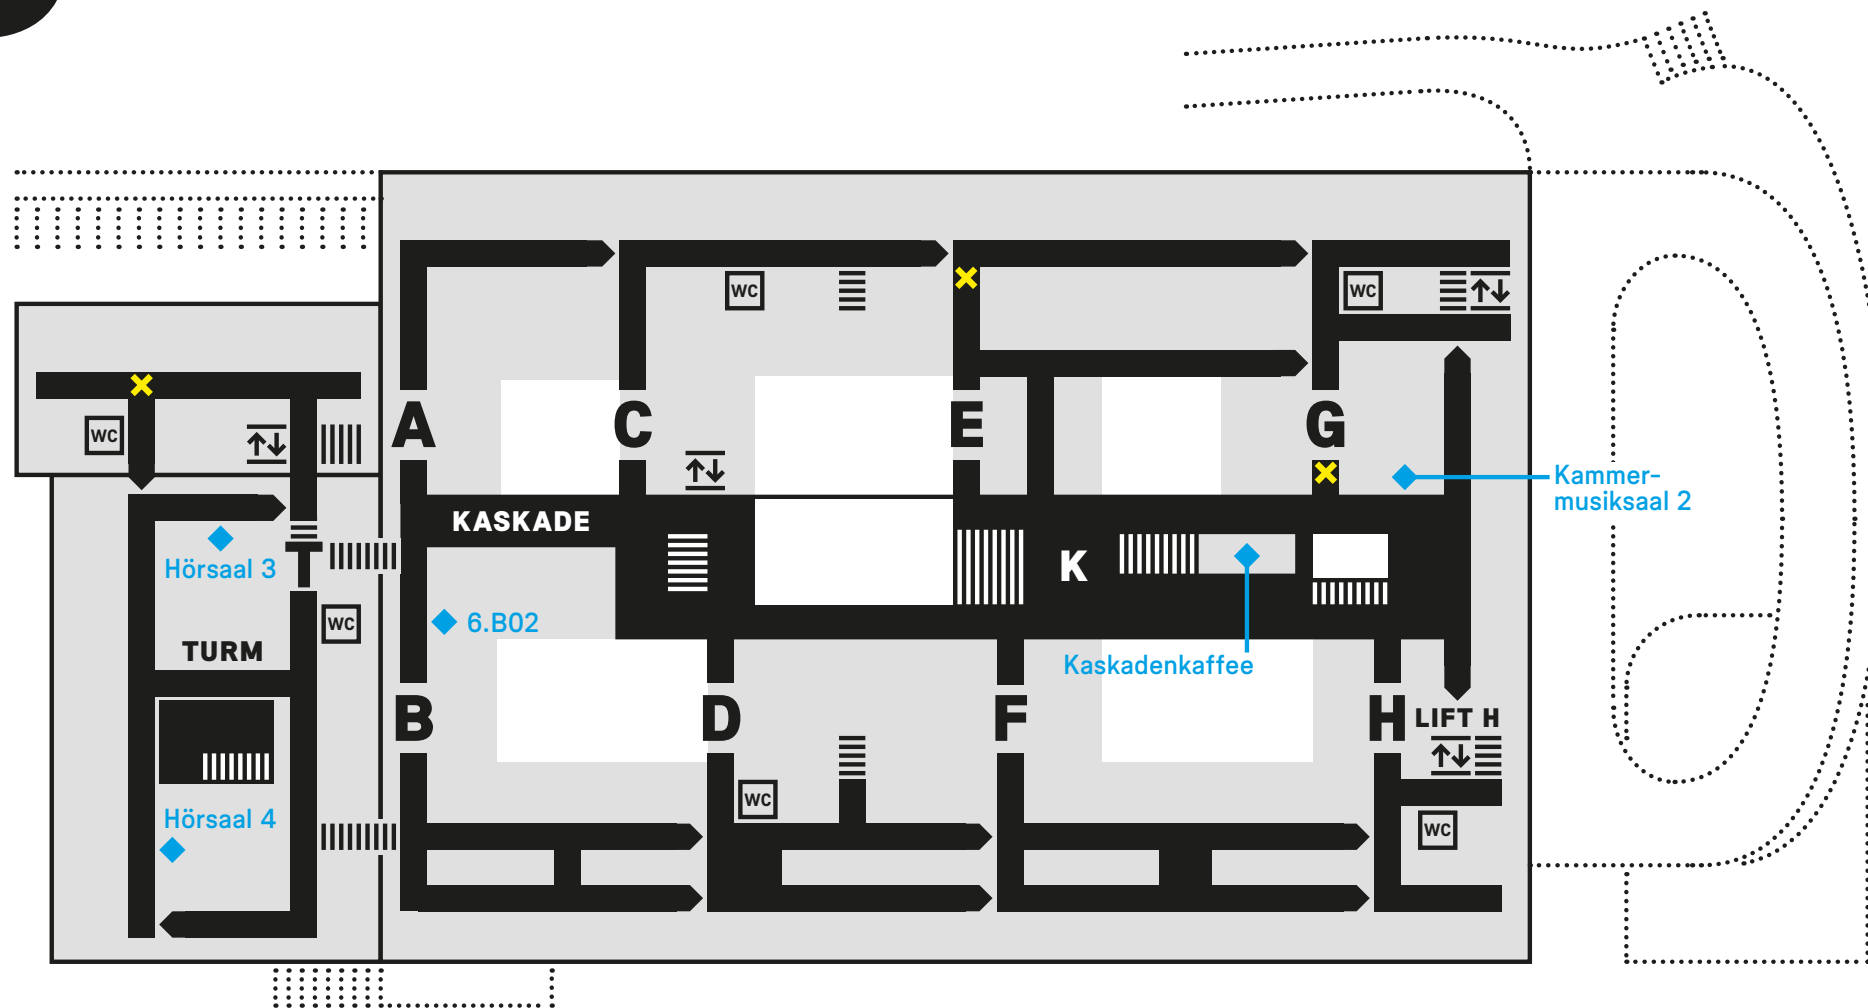 WC
WC
A
C
E
G
WC
Kammer-
musiksaal 2
KASKADE
T
Hörsaal 3
K
6.B02
WC
TURM
Kaskadenkaffee
B
D
F
H
LIFT H
WC
Hörsaal 4
WC